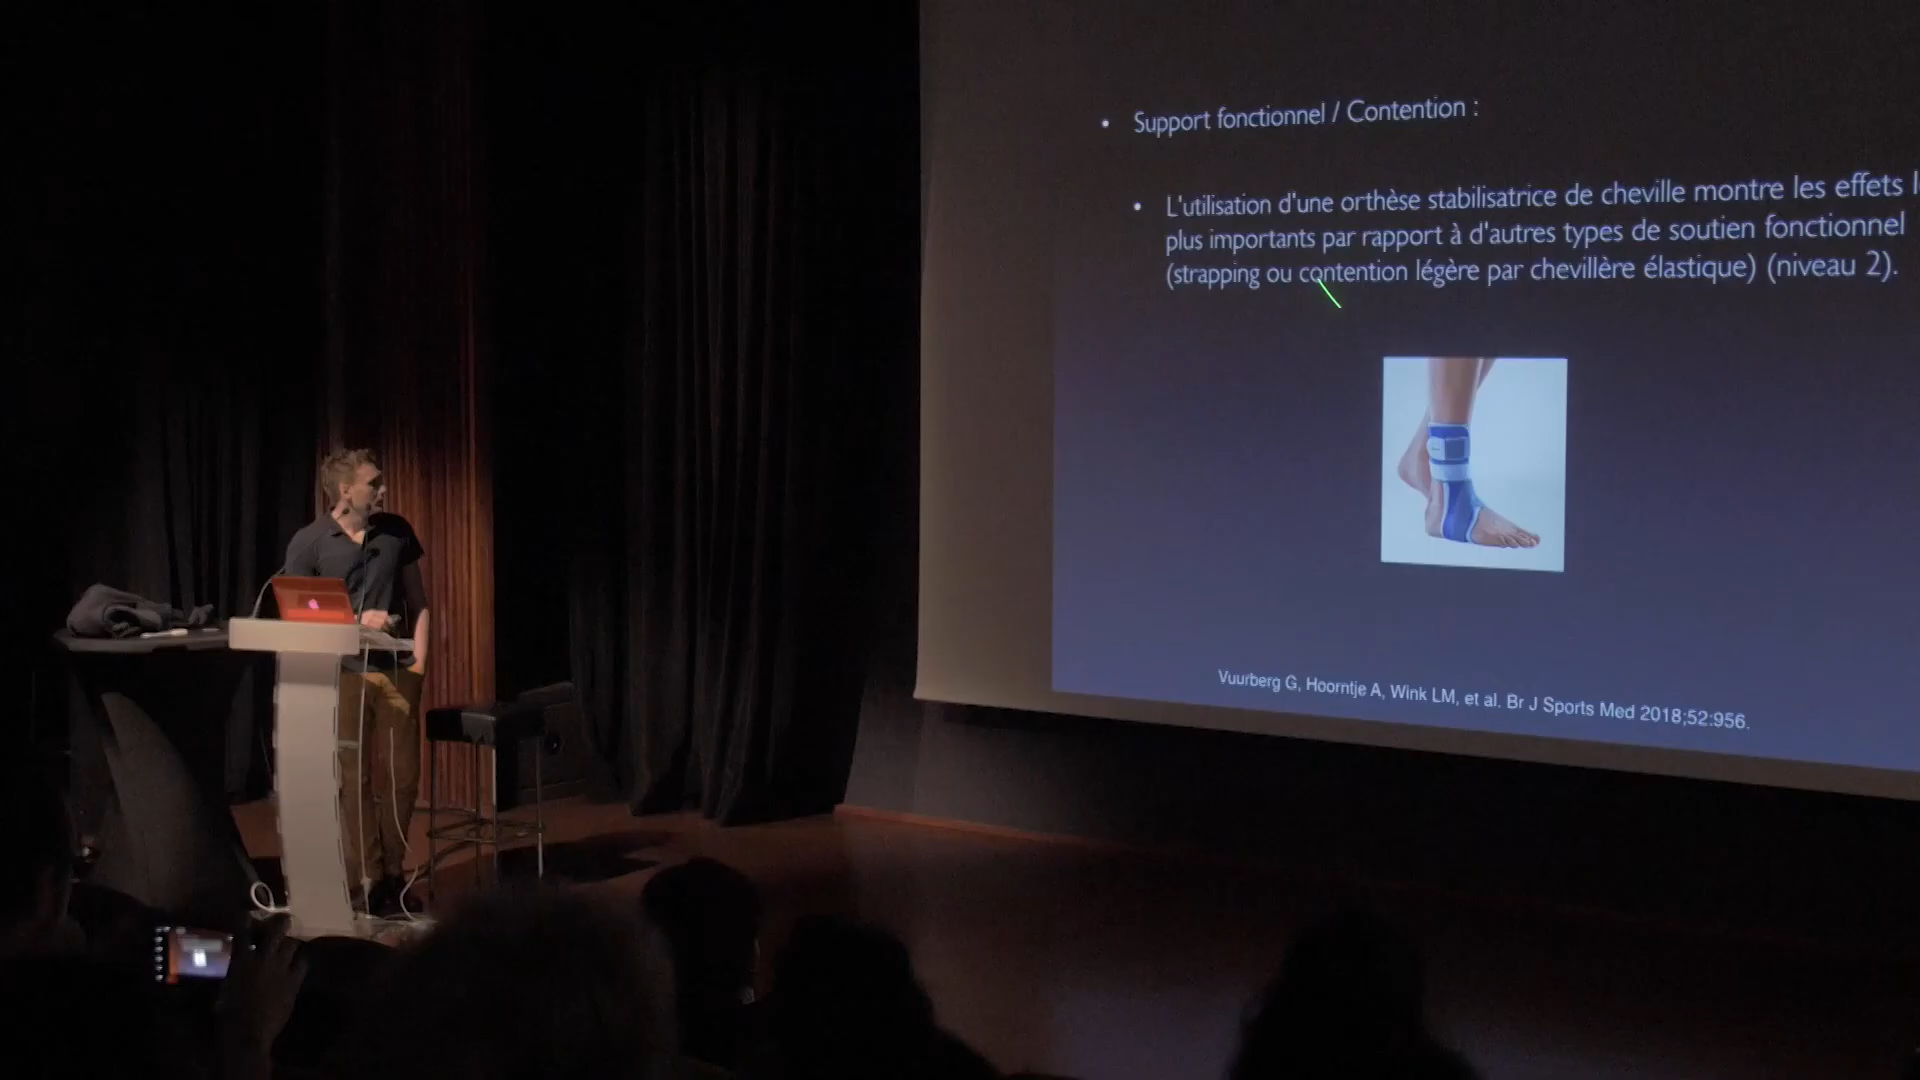 • Support fonctionnel / Contention :
• L'utilisation d'une orthèse stabilisatrice de cheville montre les effets
plus importants par rapport à d'autres types de soutien fonctionnel
(strapping ou contention légère par chevillère élastique) (niveau 2).
Vuurberg G, Hoorntje A, Wink LM, et al. Br J Sports Med 2018;52:956.